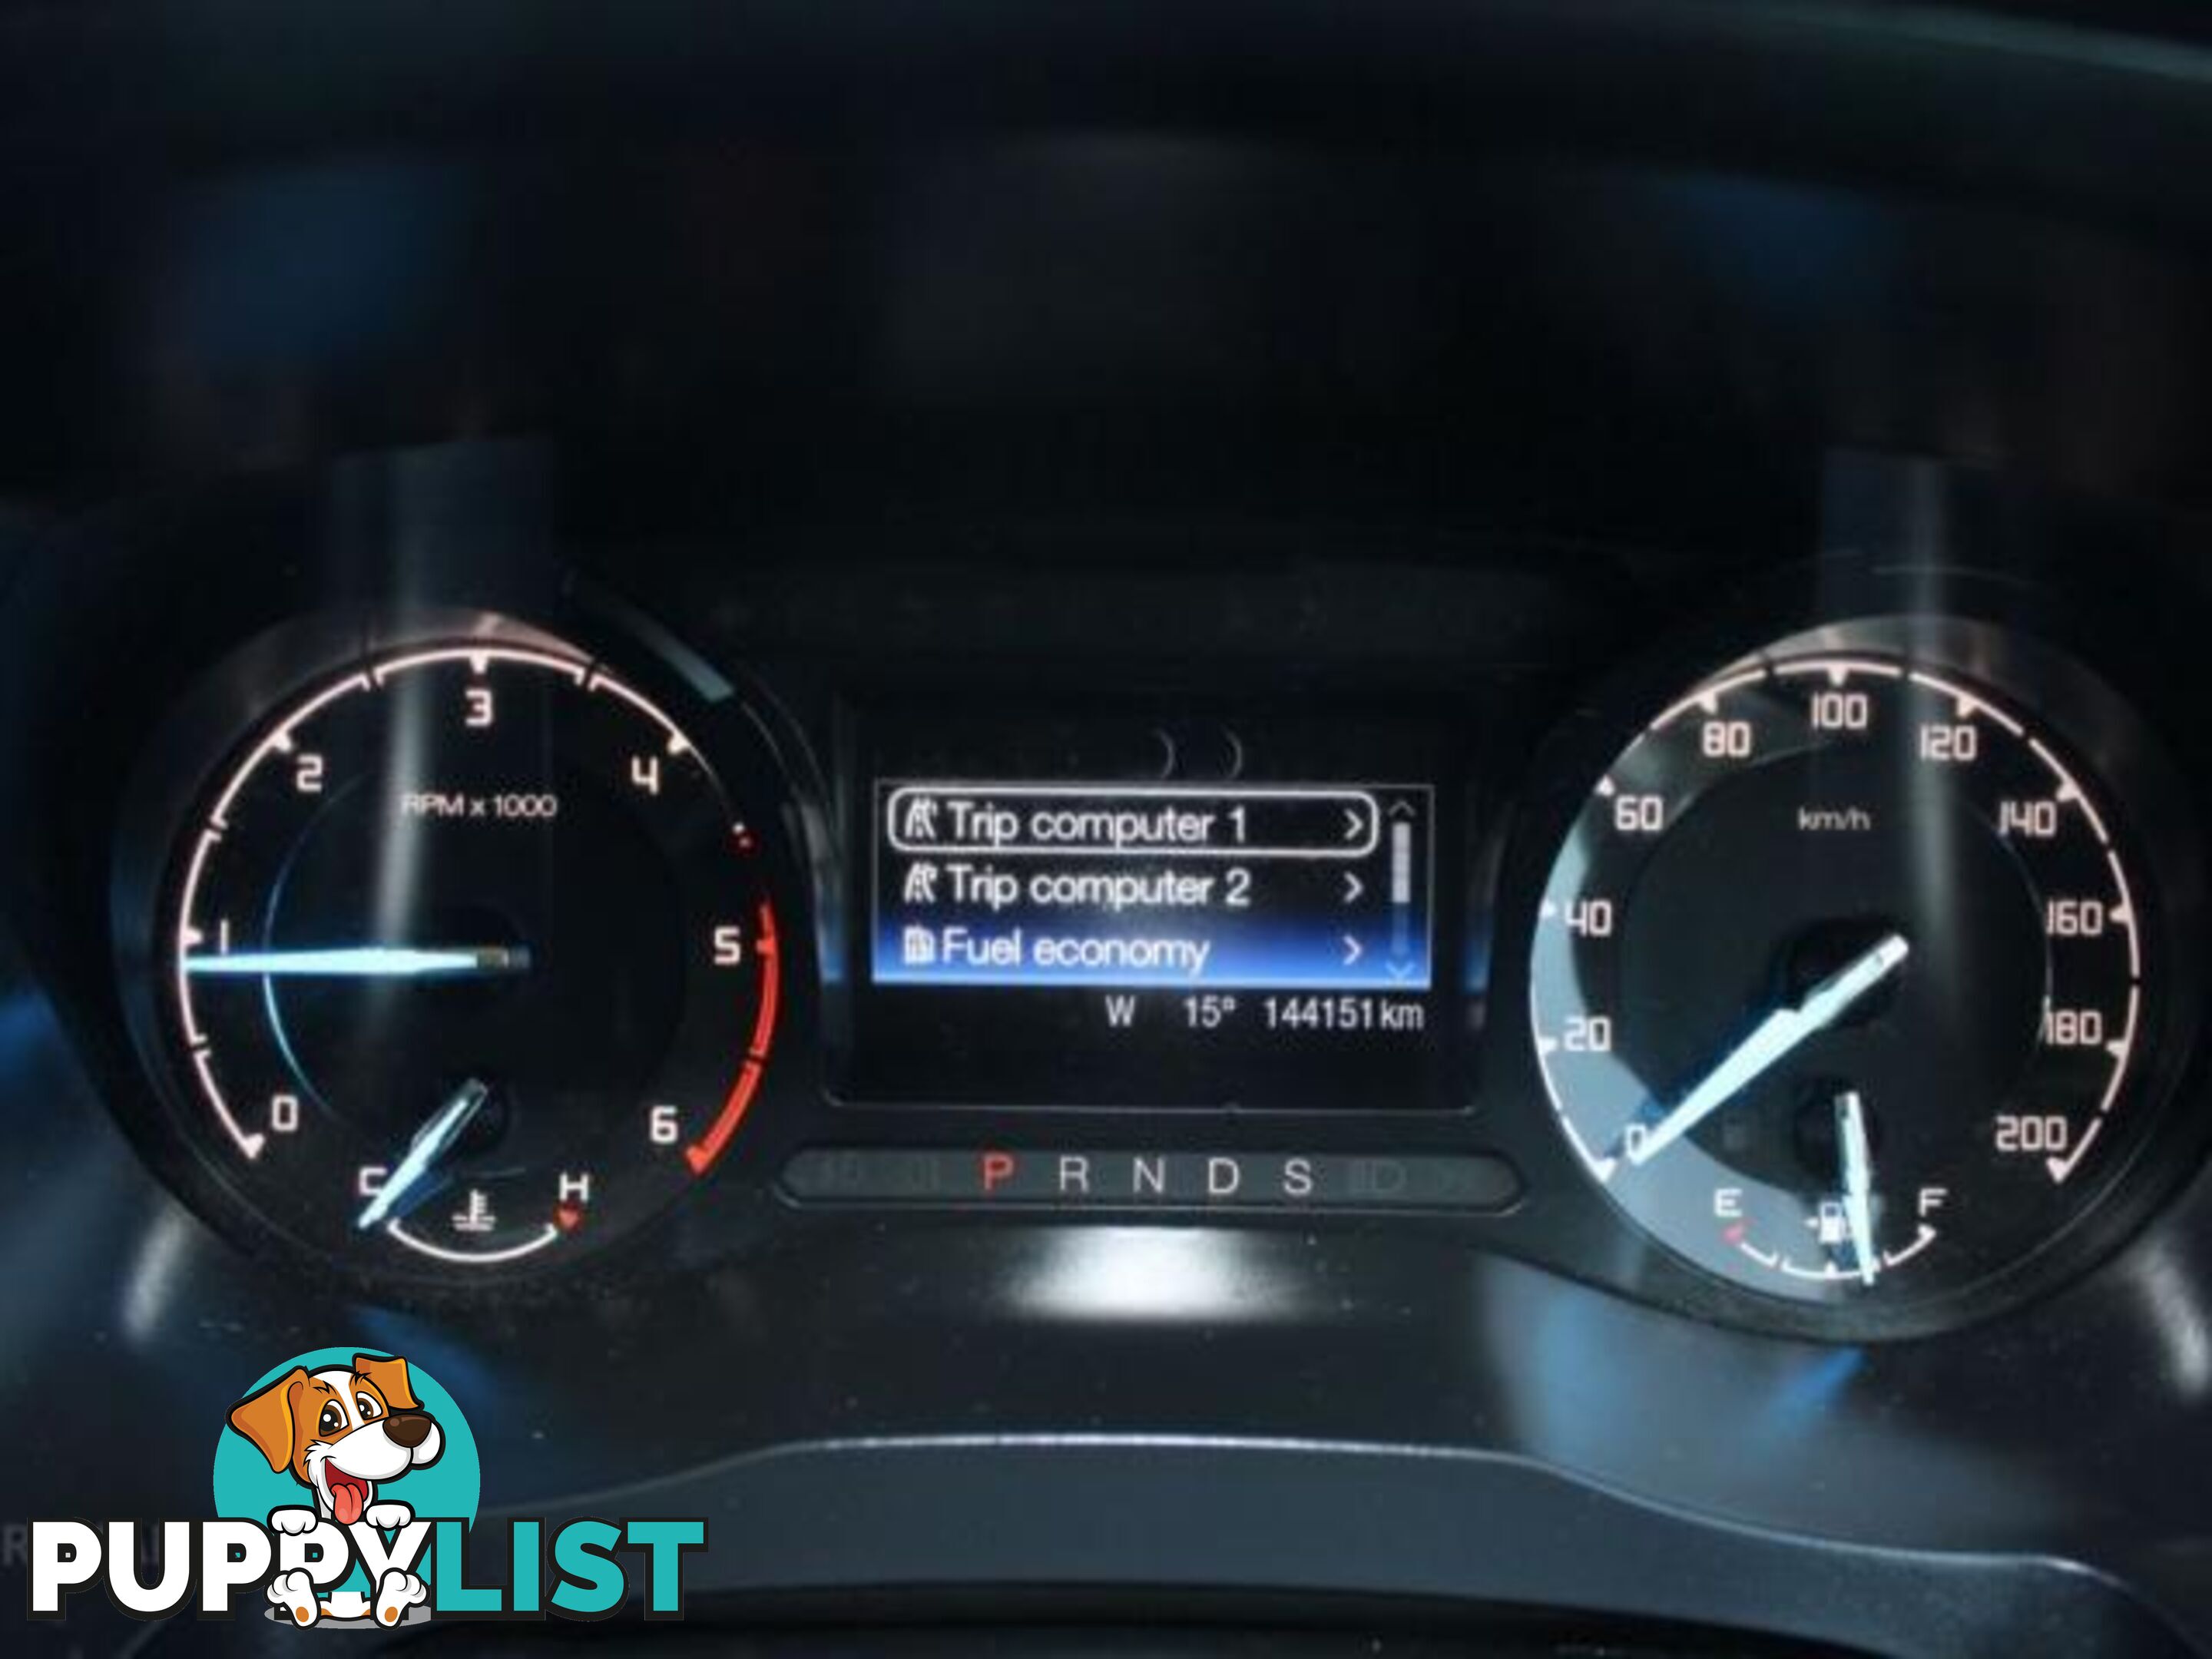 3
2
4
RPM x 1000
1
5
0
6
C
H
Trip computer 1
Trip computer 2
Fuel economy
W 15° 144151 km
P R N D S
100
80
120
60
km/h
140
40
160
20
180
0
200
E
F
PUPPYLIST